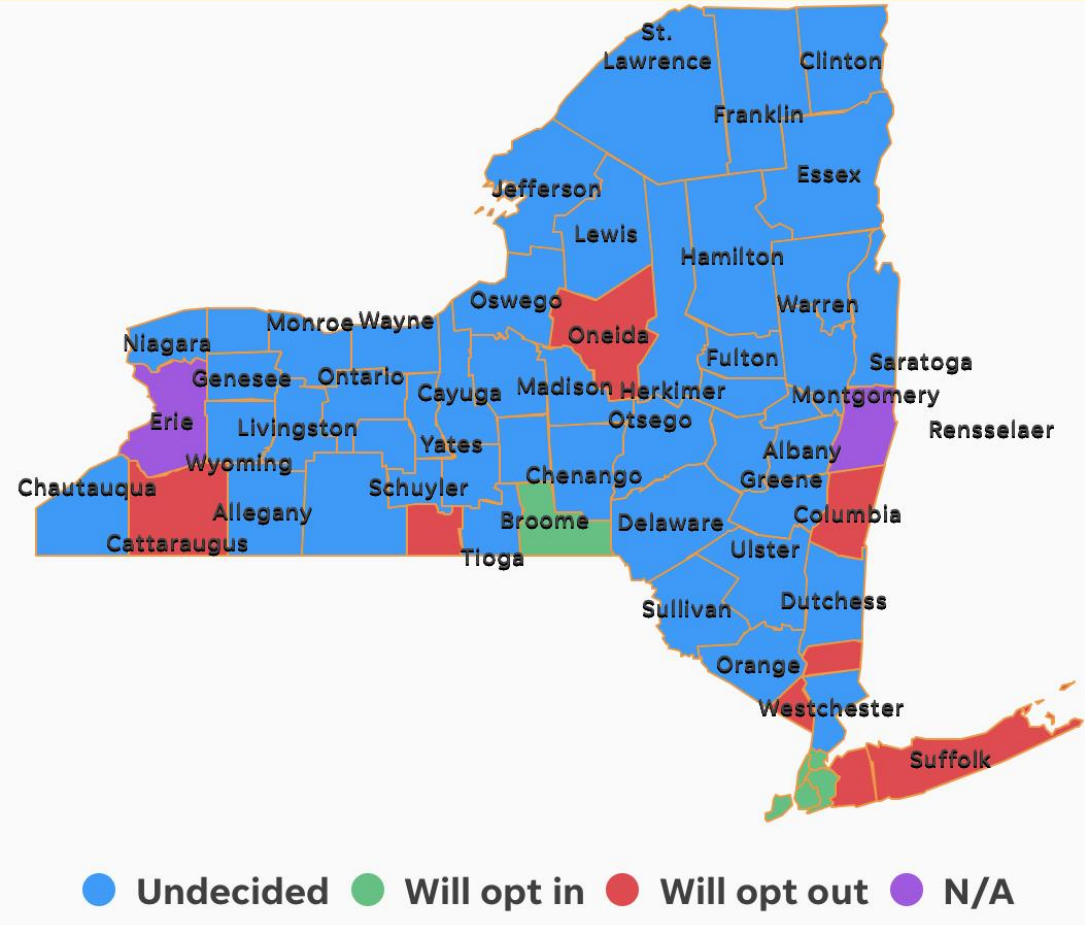 St.
Lawrence
Clinton
Franklin
Essex
Jefferson
Lewis
Hamilton
Oswego
Warren
Monroe
Wayne
Niagara
Oneida
Fulton
Saratoga
Genesee
Ontario
Cayuga
Madison
Herkimer
Montgomery
Erie
Livingston
Otsego
Rensselaer
Yates
Albany
Wyoming
Chautauqua
Schuyler
Chenango
Greene
Allegany
Broome
Delaware
Columbia
Cattaraugus
Tioga
Ulster
Sullivan
Dutchess
Orange
Westchester
Suffolk
Undecided
Will opt in
Will opt out
N/A